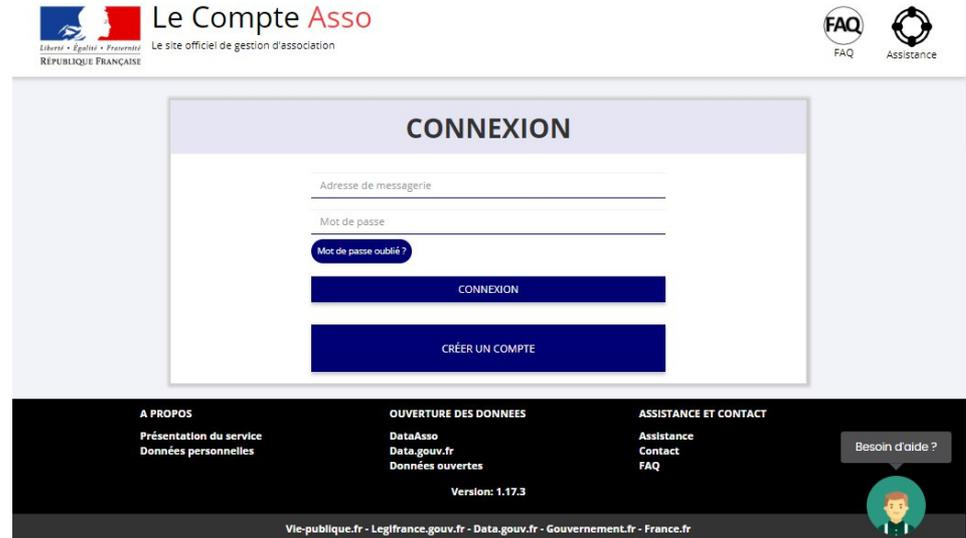 Le Compte Asso
Le site officiel de gestion d'association
Liberté • Égalité • Fraternité
RÉPUBLIQUE FRANÇAISE
FAQ
FAQ
Assistance
CONNEXION
Adresse de messagerie
Mot de passe
Mot de passe oublié ?
CONNEXION
CRÉER UN COMPTE
A PROPOS
Présentation du service
Données personnelles
OUVERTURE DES DONNEES
DataAsso
Data.gouv.fr
Données ouvertes
ASSISTANCE ET CONTACT
Assistance
Contact
FAQ
Besoin d'aide ?
Version: 1.17.3
Vie-publique.fr - Legifrance.gouv.fr - Data.gouv.fr - Gouvernement.fr - France.fr